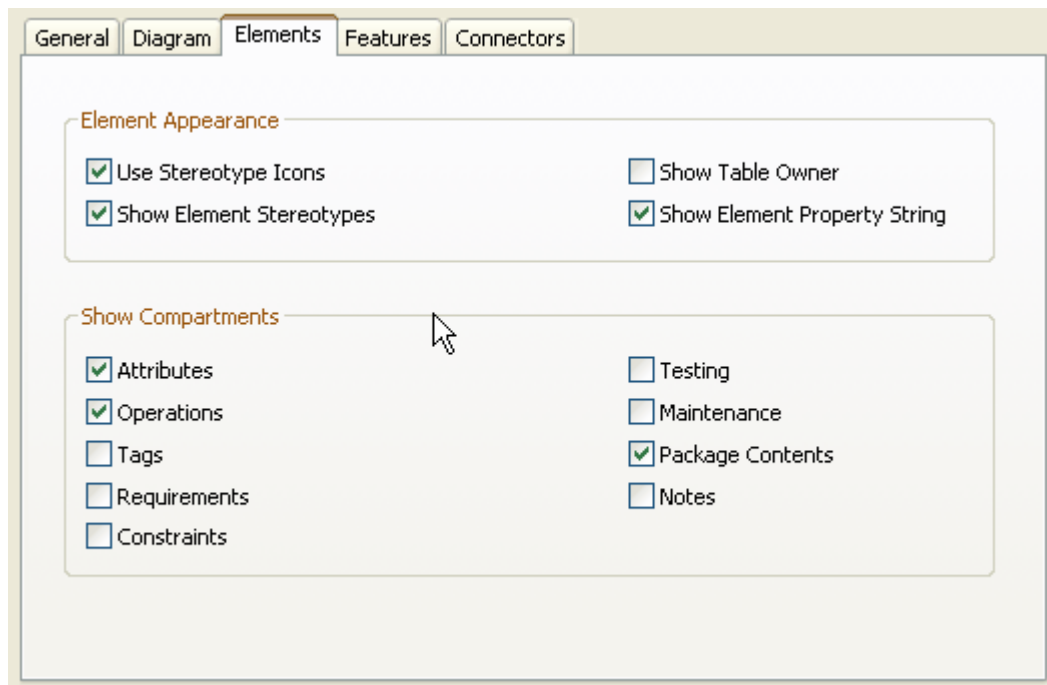 General Diagram Elements Features Connectors
Element Appearance
Use Stereotype Icons
Show Table Owner
Show Element Stereotypes
Show Element Property String
Show Compartments
Attributes
Testing
Operations
Maintenance
Tags
Package Contents
Requirements
Notes
Constraints